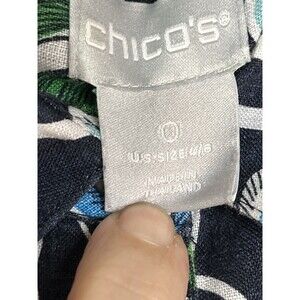 chico's®
0
U.S. SIZE 4/6
MADE IN
THAILAND